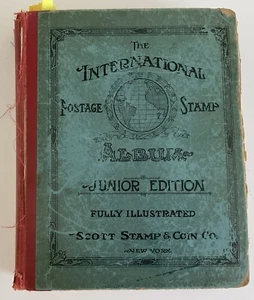 The
International
Postage Stamp
Album
Junior Edition
Fully Illustrated
Scott Stamp & Coin Co.
New York.